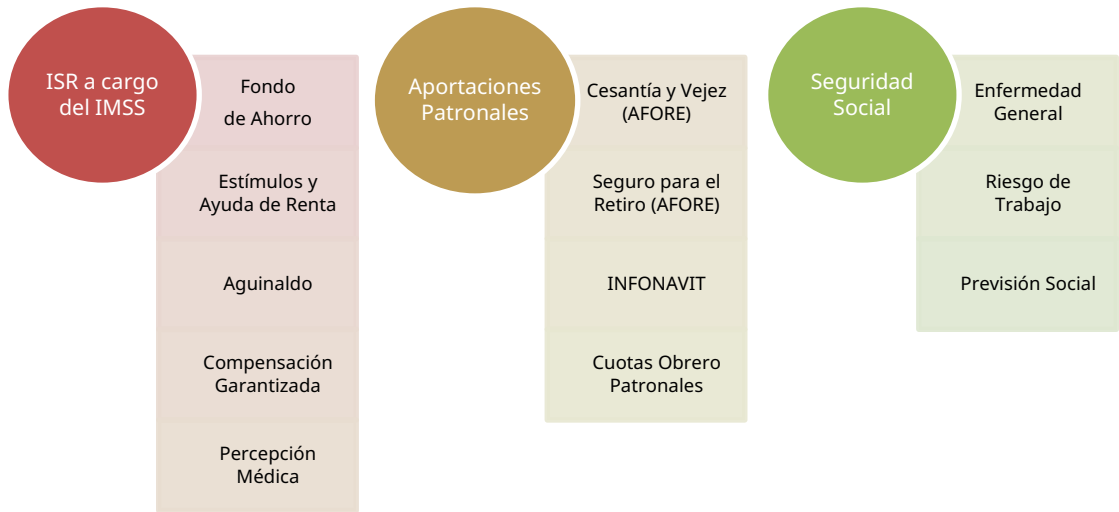 ISR a cargo
del IMSS
Fondo
de Ahorro
Estímulos y
Ayuda de Renta
Aguinaldo
Compensación
Garantizada
Percepción
Médica
Aportaciones
Patronales
Cesantía y Vejez
(AFORE)
Seguro para el
Retiro (AFORE)
INFONAVIT
Cuotas Obrero
Patronales
Seguridad
Social
Enfermedad
General
Riesgo de
Trabajo
Previsión Social